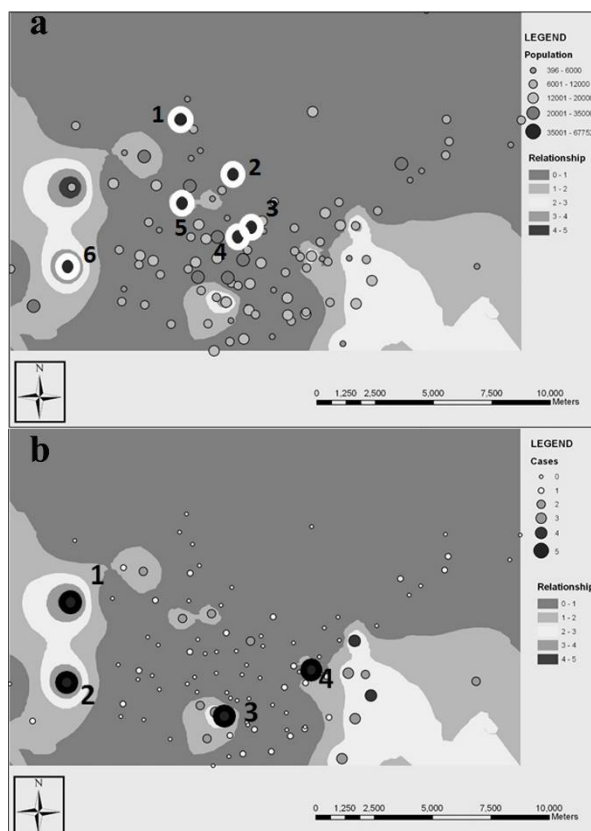 a
LEGEND
Population
396 - 6000
6001 - 12000
12001 - 20000
20001 - 35000
35001 - 67752
Relationship
0 - 1
1 - 2
2 - 3
3 - 4
4 - 5
1
2
3
5
4
6
N
0 1,250 2,500 5,000 7,500 10,000
Meters
b
LEGEND
Cases
0
1
2
3
4
5
Relationship
0 - 1
1 - 2
2 - 3
3 - 4
4 - 5
1
2
4
3
N
0 1,250 2,500 5,000 7,500 10,000
Meters